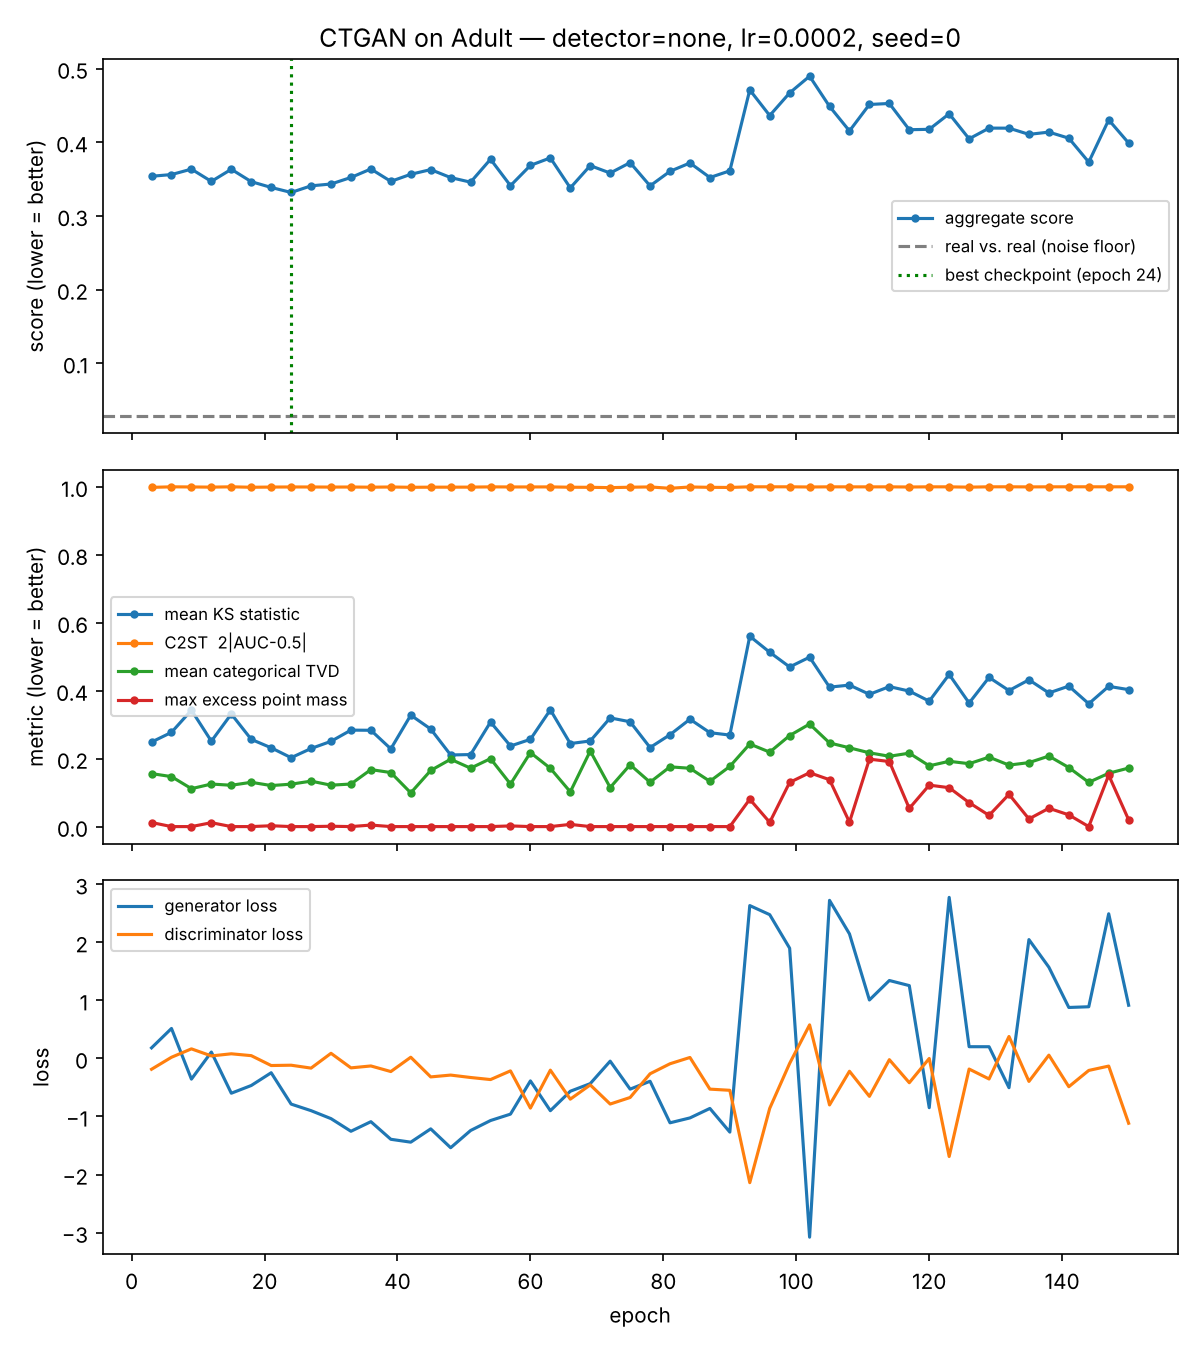 CTGAN on Adult — detector=none, lr=0.0002, seed=0
0.5
0.4
0.3
0.2
0.1
score (lower = better)
aggregate score
real vs. real (noise floor)
best checkpoint (epoch 24)
1.0
0.8
0.6
0.4
0.2
0.0
metric (lower = better)
mean KS statistic
C2ST  2|AUC-0.5|
mean categorical TVD
max excess point mass
3
2
1
0
−1
−2
−3
loss
generator loss
discriminator loss
0 20 40 60 80 100 120 140
epoch